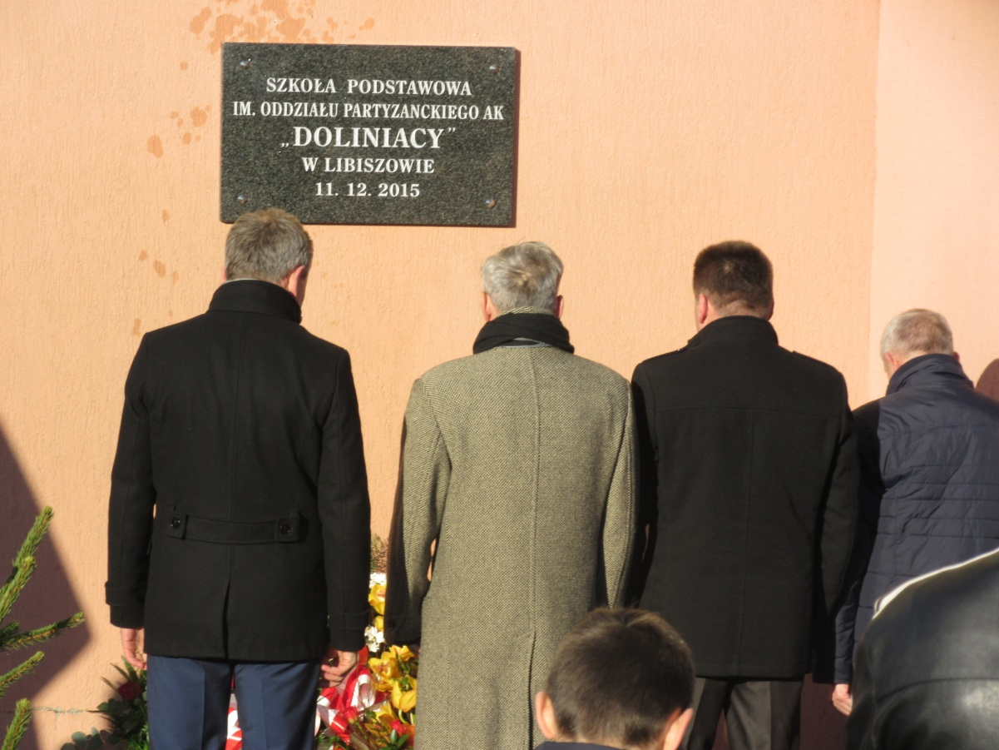 SZKOŁA PODSTAWOWA
IM. ODDZIAŁU PARTYZANCKIEGO AK
„DOLINIACY”
W LIBISZOWIE
11. 12. 2015